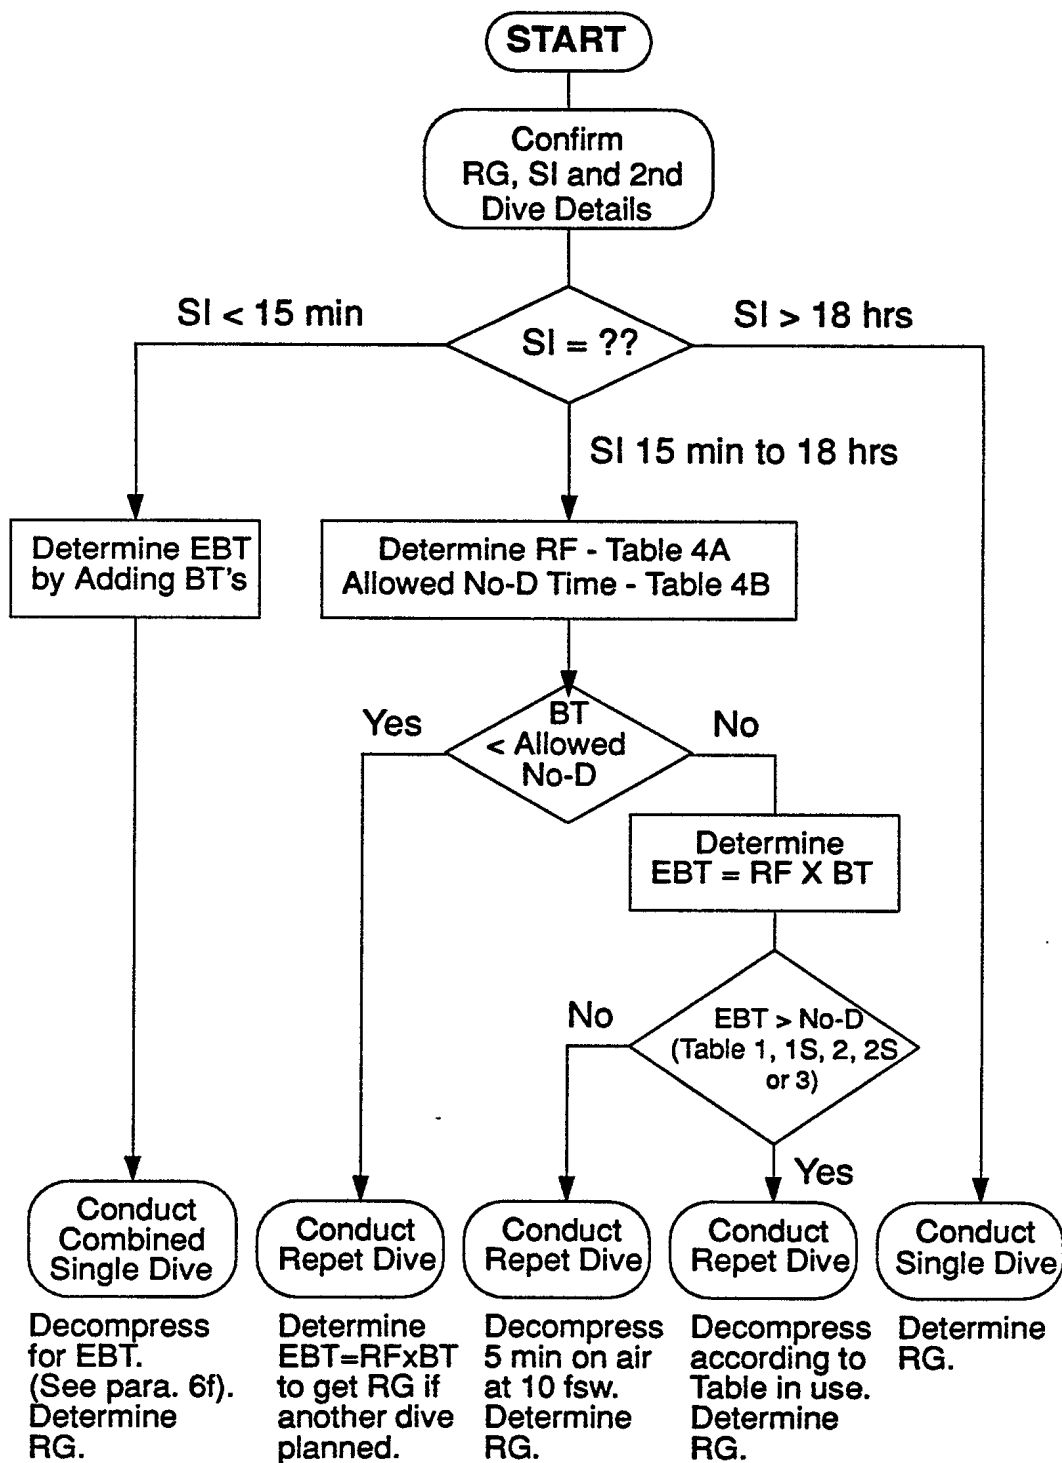 START
Confirm
RG, SI and 2nd
Dive Details
SI < 15 min
SI = ??
SI > 18 hrs
SI 15 min to 18 hrs
Determine EBT
by Adding BT's
Determine RF - Table 4A
Allowed No-D Time - Table 4B
Yes
BT
< Allowed
No-D
No
Determine
EBT = RF X BT
No
EBT > No-D
(Table 1, 1S, 2, 2S
or 3)
Yes
Conduct
Combined
Single Dive
Conduct
Repet Dive
Conduct
Repet Dive
Conduct
Repet Dive
Conduct
Single Dive
Decompress
for EBT.
(See para. 6f).
Determine
RG.
Determine
EBT=RFxBT
to get RG if
another dive
planned.
Decompress
5 min on air
at 10 fsw.
Determine
RG.
Decompress
according to
Table in use.
Determine
RG.
Determine
RG.